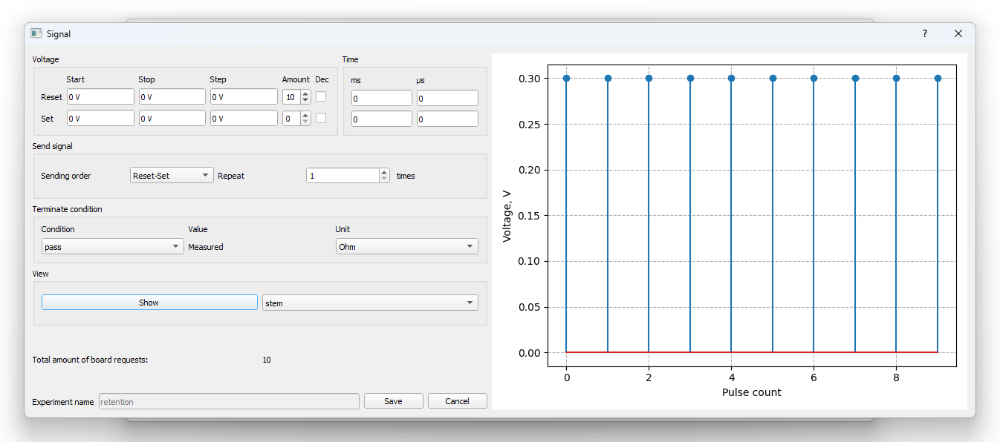 Signal
?
Voltage
Start Stop Step Amount Dec
Reset 0 V 0 V 0 V 10
Set 0 V 0 V 0 V 0
Time
ms µs
0 0
0 0
Send signal
Sending order Reset-Set Repeat 1 times
Terminate condition
Condition Value Unit
pass Measured Ohm
View
Show stem
Total amount of board requests: 10
Experiment name retention Save Cancel
0.30
0.25
0.20
0.15
0.10
0.05
0.00
Voltage, V
0 2 4 6 8
Pulse count